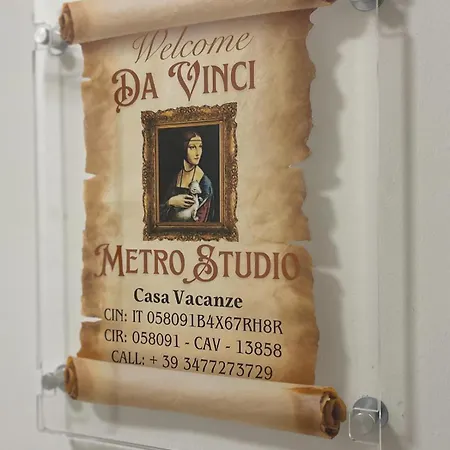 Welcome
DA VINCI
METRO STUDIO
Casa Vacanze
CIN: IT 058091B4X67RH8R
CIR: 058091 - CAV - 13858
CALL: + 39 3477273729